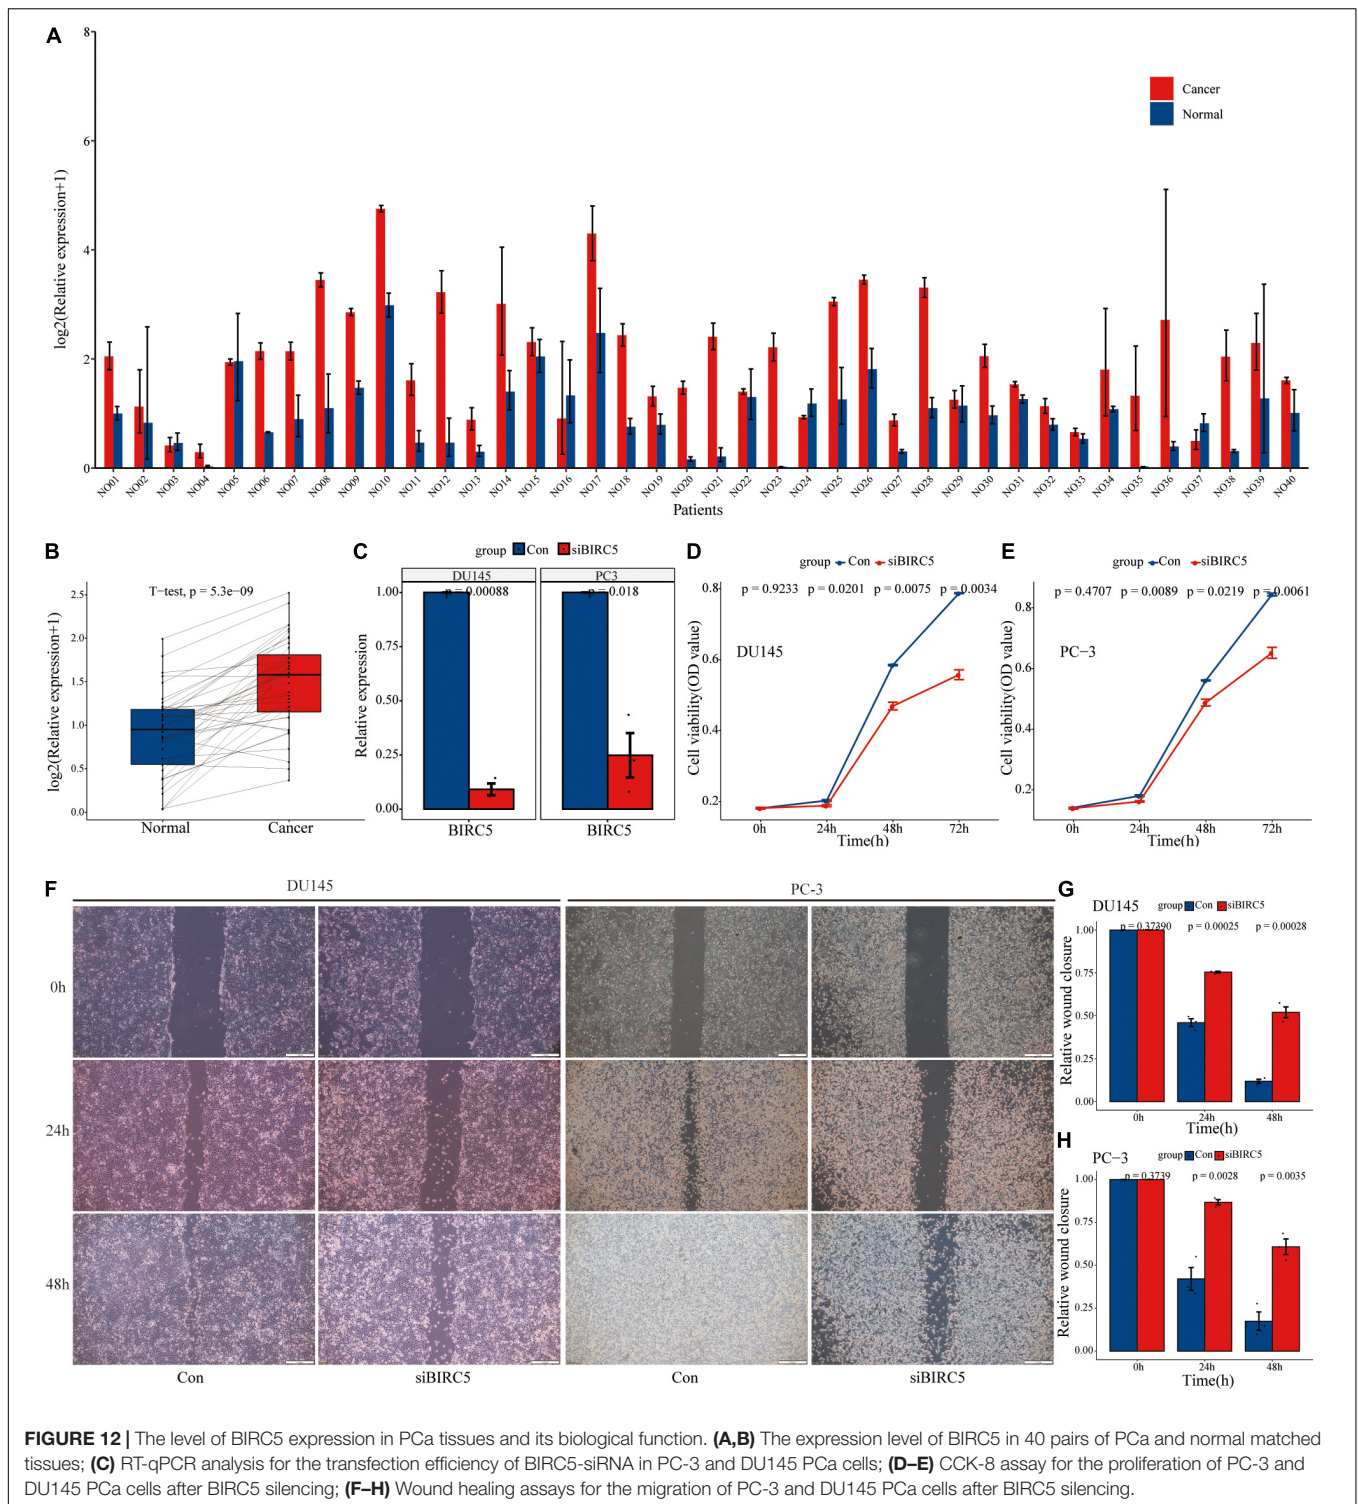 A
8
6
4
2
0
log2(Relative expression+1)
Cancer
Normal
NO01 NO02 NO03 NO04 NO05 NO06 NO07 NO08 NO09 NO10 NO11 NO12 NO13 NO14 NO15 NO16 NO17 NO18 NO19 NO20 NO21 NO22 NO23 NO24 NO25 NO26 NO27 NO28 NO29 NO30 NO31 NO32 NO33 NO34 NO35 NO36 NO37 NO38 NO39 NO40
Patients
B
T−test, p = 5.3e−09
2.5
2.0
1.5
1.0
0.5
0.0
log2(Relative expression+1)
Normal Cancer
C
group Con siBIRC5
DU145 PC3
p = 0.00088 p = 0.018
1.00
0.75
0.50
0.25
0.00
Relative expression
BIRC5 BIRC5
D
group Con siBIRC5
p = 0.9233 p = 0.0201 p = 0.0075 p = 0.0034
DU145
0.8
0.6
0.4
0.2
Cell viability(OD value)
0h 24h 48h 72h
Time(h)
E
group Con siBIRC5
p = 0.4707 p = 0.0089 p = 0.0219 p = 0.0061
PC−3
0.8
0.6
0.4
0.2
Cell viability(OD value)
0h 24h 48h 72h
Time(h)
F
DU145 PC-3
0h
24h
48h
Con siBIRC5 Con siBIRC5
G
DU145 group Con siBIRC5
p = 0.37390 p = 0.00025 p = 0.00028
1.00
0.75
0.50
0.25
0.00
Relative wound closure
0h 24h 48h
Time(h)
H
PC−3 group Con siBIRC5
p = 0.3739 p = 0.0028 p = 0.0035
1.00
0.75
0.50
0.25
0.00
Relative wound closure
0h 24h 48h
Time(h)
FIGURE 12 | The level of BIRC5 expression in PCa tissues and its biological function. (A,B) The expression level of BIRC5 in 40 pairs of PCa and normal matched
tissues; (C) RT-qPCR analysis for the transfection efficiency of BIRC5-siRNA in PC-3 and DU145 PCa cells; (D–E) CCK-8 assay for the proliferation of PC-3 and
DU145 PCa cells after BIRC5 silencing; (F–H) Wound healing assays for the migration of PC-3 and DU145 PCa cells after BIRC5 silencing.